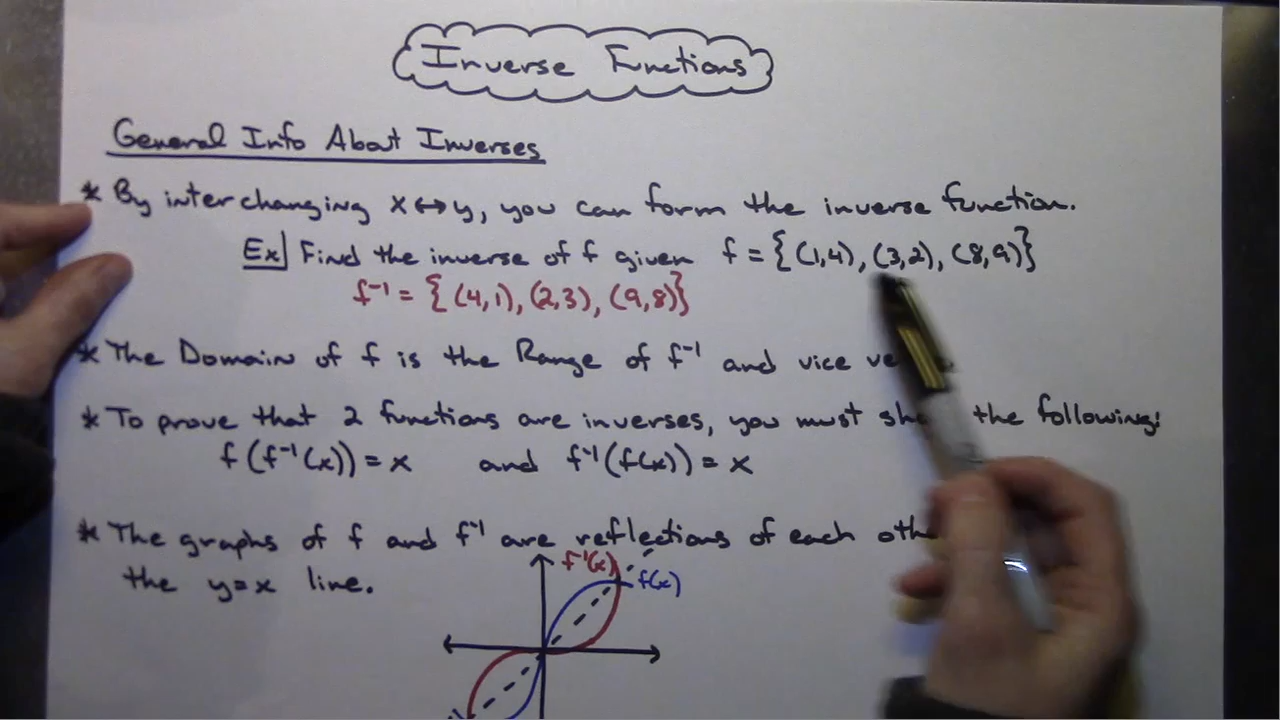 Inverse Functions
General Info About Inverses
* By interchanging x↔y, you can form the inverse function.
Ex| Find the inverse of f given f = {(1,4), (3,2), (8,9)}
f⁻¹ = {(4,1), (2,3), (9,8)}
* The Domain of f is the Range of f⁻¹ and vice
* To prove that 2 functions are inverses, you must the following:
f(f⁻¹(x)) = x and f⁻¹(f(x)) = x
* The graphs of f and f⁻¹ are reflections of each
the y=x line.
f⁻¹(x) f(x)